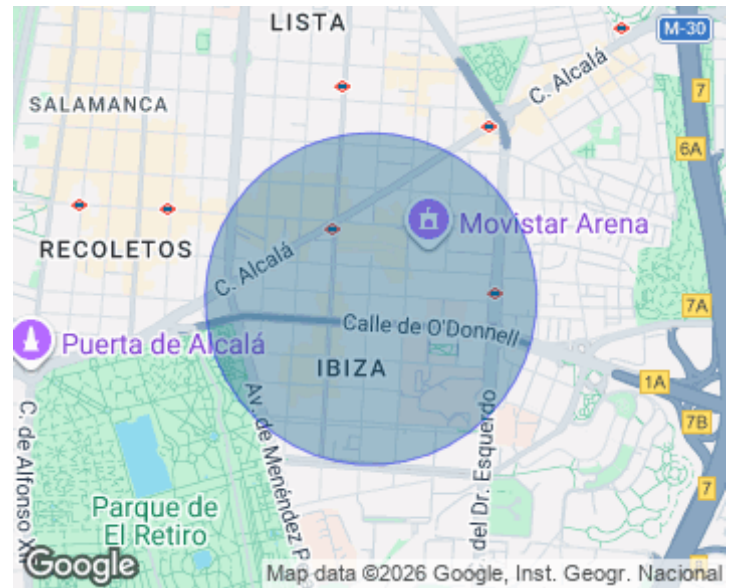 LISTA
M-30
C. Alcalá
7
SALAMANCA
6A
Movistar Arena
RECOLETOS
C. Alcalá
7A
Calle de O'Donnell
Puerta de Alcalá
IBIZA
1A
7B
Av. de Menéndez P
del Dr. Esquerdo
C. de Alfonso XI
7
Parque de
El Retiro
Google
Map data ©2026 Google, Inst. Geogr. Nacional